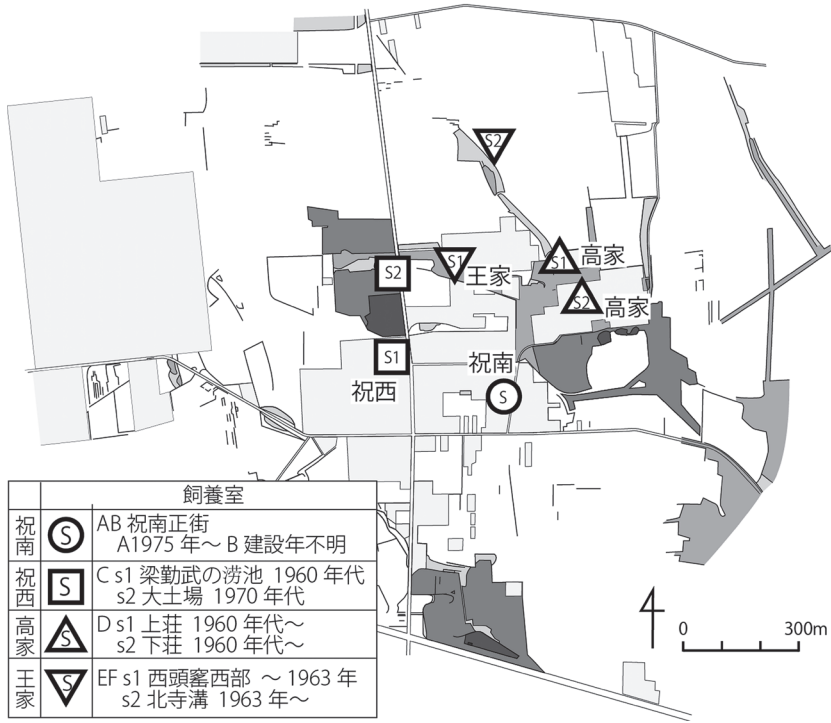 S2
S1
高家
S2
S1
王家
S2
高家
祝南
S1
祝西
S
飼養室
祝南
S
AB 祝南正街
A1975 年～ B 建設年不明
祝西
S
C s1 梁勤武の澇池 1960 年代
s2 大土場 1970 年代
高家
S
D s1 上荘 1960 年代～
s2 下荘 1960 年代～
王家
S
EF s1 西頭窰西部 ～ 1963 年
s2 北寺溝 1963 年～
4
0
300m